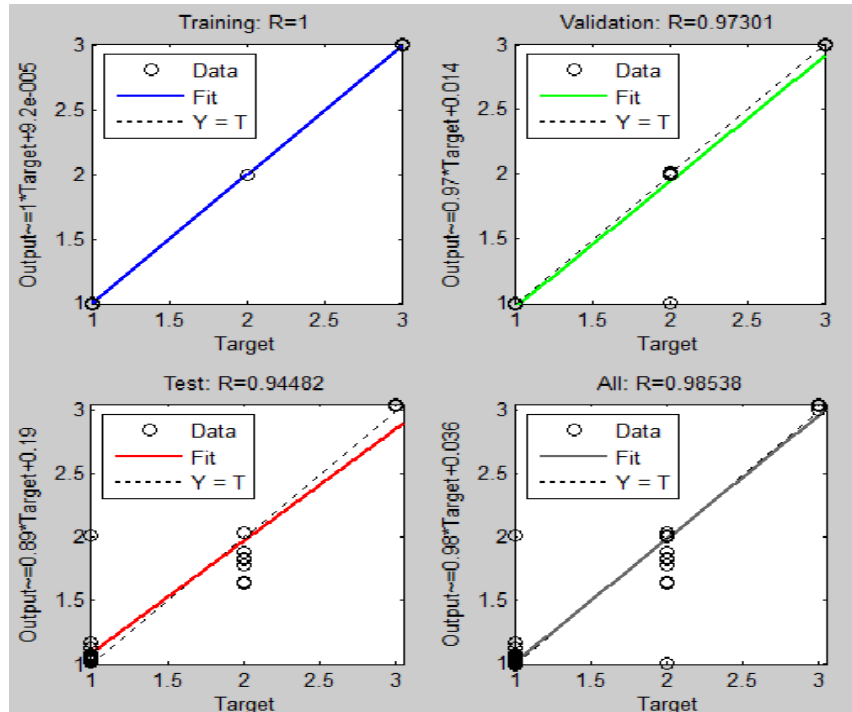 Training: R=1
Output~=1*Target+9.2e-005
3
2.5
2
1.5
1
Data
Fit
Y = T
1 1.5 2 2.5 3
Target
Validation: R=0.97301
Output~=0.97*Target+0.014
3
2.5
2
1.5
1
Data
Fit
Y = T
1 1.5 2 2.5 3
Target
Test: R=0.94482
Output~=0.89*Target+0.19
3
2.5
2
1.5
1
Data
Fit
Y = T
1 1.5 2 2.5 3
Target
All: R=0.98538
Output~=0.98*Target+0.036
3
2.5
2
1.5
1
Data
Fit
Y = T
1 1.5 2 2.5 3
Target